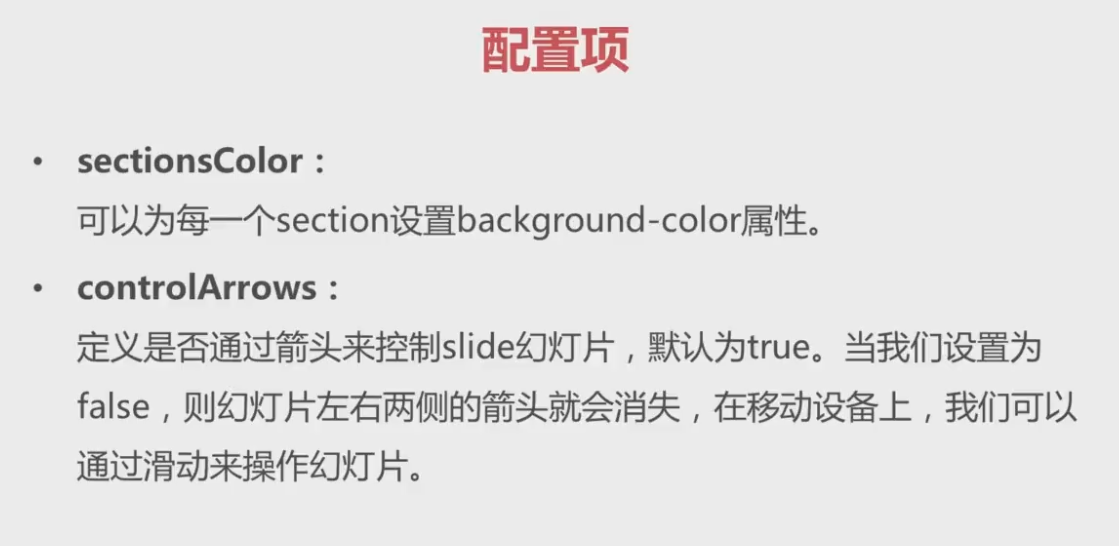 配置项
• sectionsColor：
可以为每一个section设置background-color属性。
• controlArrows：
定义是否通过箭头来控制slide幻灯片，默认为true。当我们设置为
false，则幻灯片左右两侧的箭头就会消失，在移动设备上，我们可以
通过滑动来操作幻灯片。